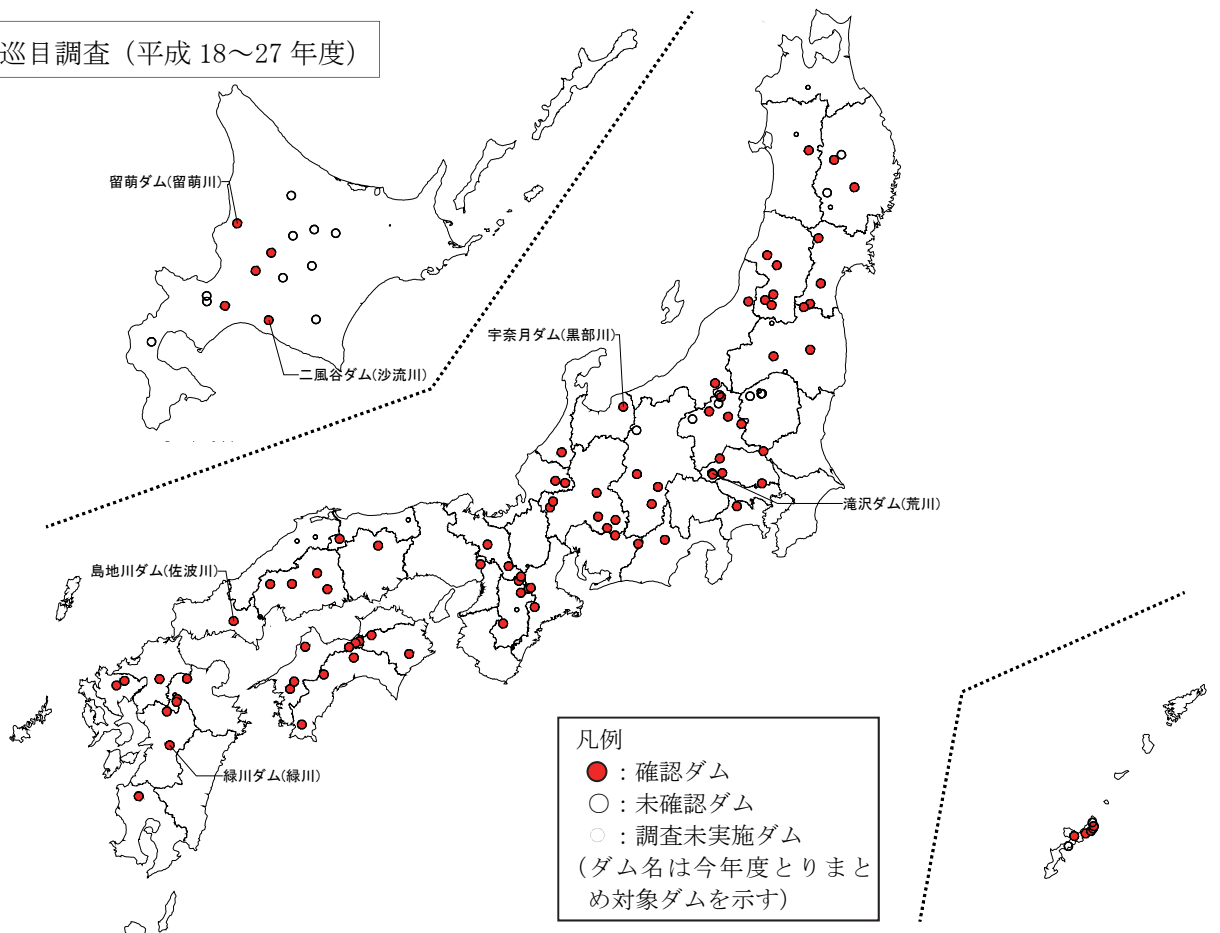 巡目調査（平成 18～27 年度）
留萌ダム(留萌川)
二風谷ダム(沙流川)
宇奈月ダム(黒部川)
滝沢ダム(荒川)
島地川ダム(佐波川)
緑川ダム(緑川)
凡例
：確認ダム
：未確認ダム
：調査未実施ダム
（ダム名は今年度とりまと
め対象ダムを示す）